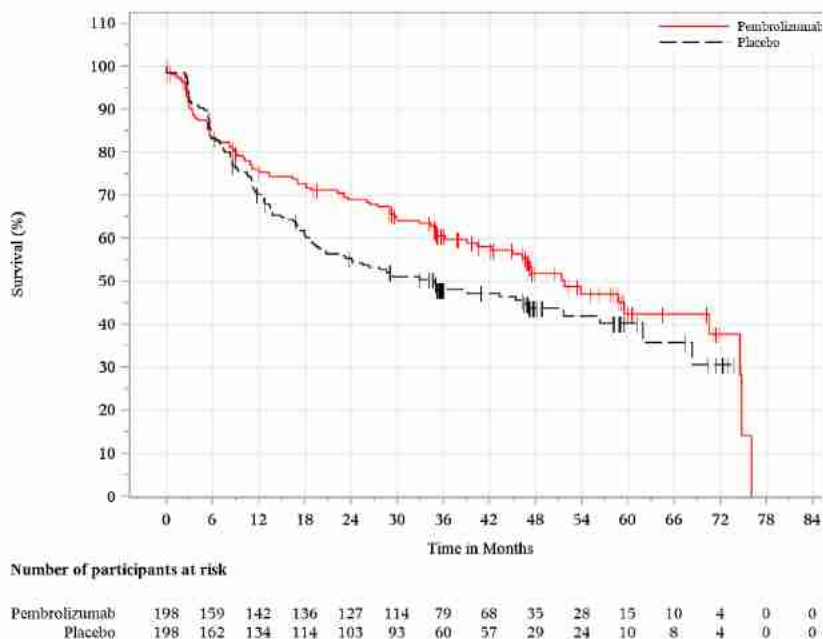 110
100
90
80
70
60
50
40
30
20
10
0
Survival (%)
Pembrolizumab
Placebo
0 6 12 18 24 30 36 42 48 54 60 66 72 78 84
Time in Months
Number of participants at risk
Pembrolizumab 198 159 142 136 127 114 79 68 35 28 15 10 4 0 0
Placebo 198 162 134 114 103 93 60 57 29 24 10 8 4 0 0